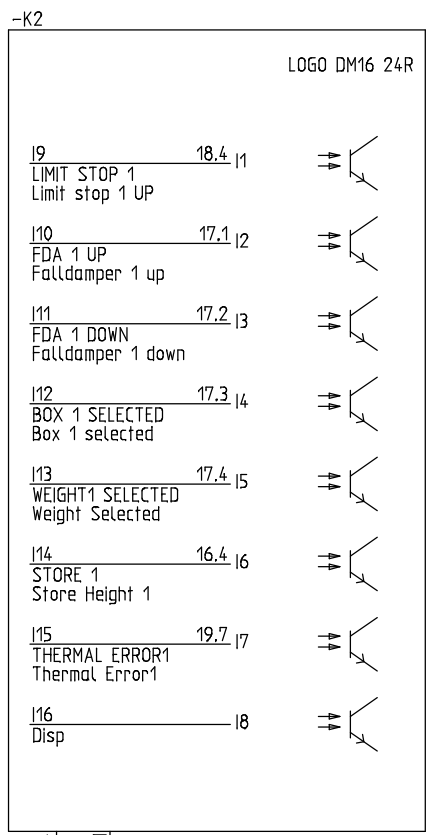 -K2
LOGO DM16 24R
I9 18.4 I1
LIMIT STOP 1
Limit stop 1 UP
I10 17.1 I2
FDA 1 UP
Falldamper 1 up
I11 17.2 I3
FDA 1 DOWN
Falldamper 1 down
I12 17.3 I4
BOX 1 SELECTED
Box 1 selected
I13 17.4 I5
WEIGHT1 SELECTED
Weight Selected
I14 16.4 I6
STORE 1
Store Height 1
I15 19.7 I7
THERMAL ERROR1
Thermal Error1
I16 I8
Disp